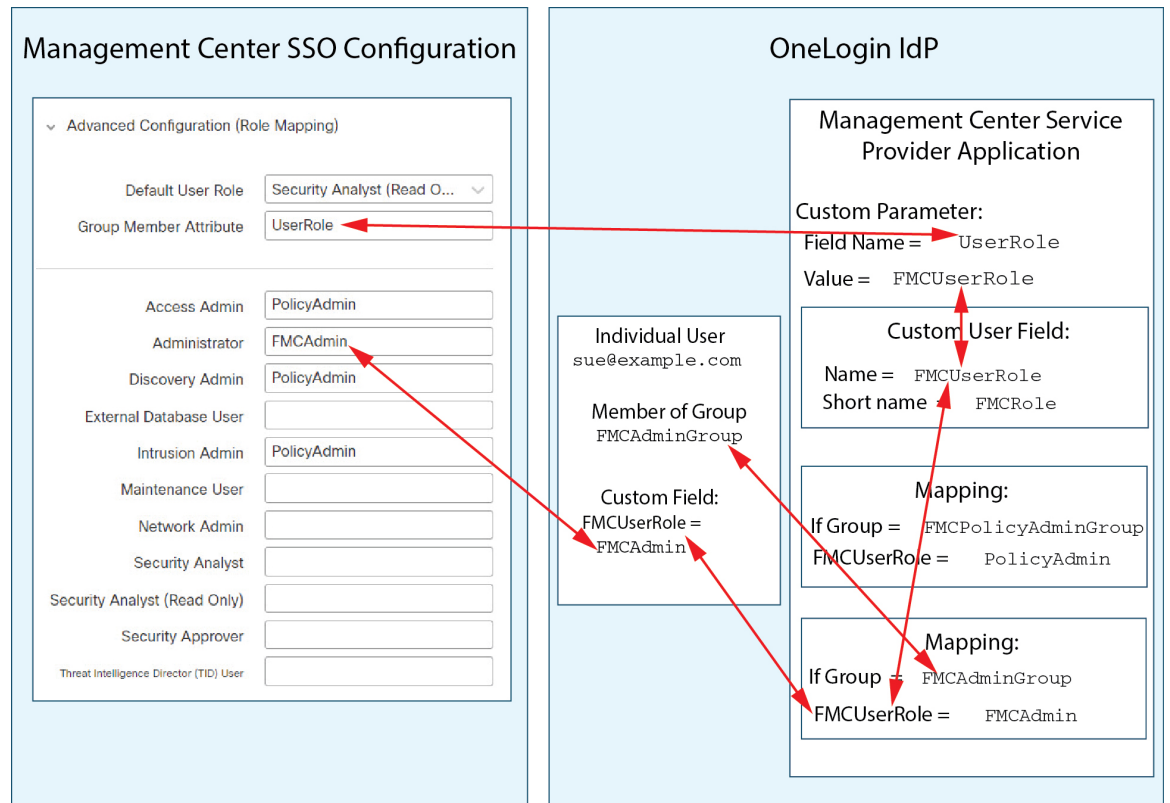 Management Center SSO Configuration
Advanced Configuration (Role Mapping)
Default User Role Security Analyst (Read O...
Group Member Attribute UserRole
Access Admin PolicyAdmin
Administrator FMCAdmin
Discovery Admin PolicyAdmin
External Database User
Intrusion Admin PolicyAdmin
Maintenance User
Network Admin
Security Analyst
Security Analyst (Read Only)
Security Approver
Threat Intelligence Director (TID) User
OneLogin IdP
Individual User
sue@example.com
Member of Group
FMCAdminGroup
Custom Field:
FMCUserRole =
FMCAdmin
Management Center Service
Provider Application
Custom Parameter:
Field Name = UserRole
Value = FMCUserRole
Custom User Field:
Name = FMCUserRole
Short name = FMCRole
Mapping:
If Group = FMCPolicyAdminGroup
FMCUserRole = PolicyAdmin
Mapping:
If Group = FMCAdminGroup
FMCUserRole = FMCAdmin